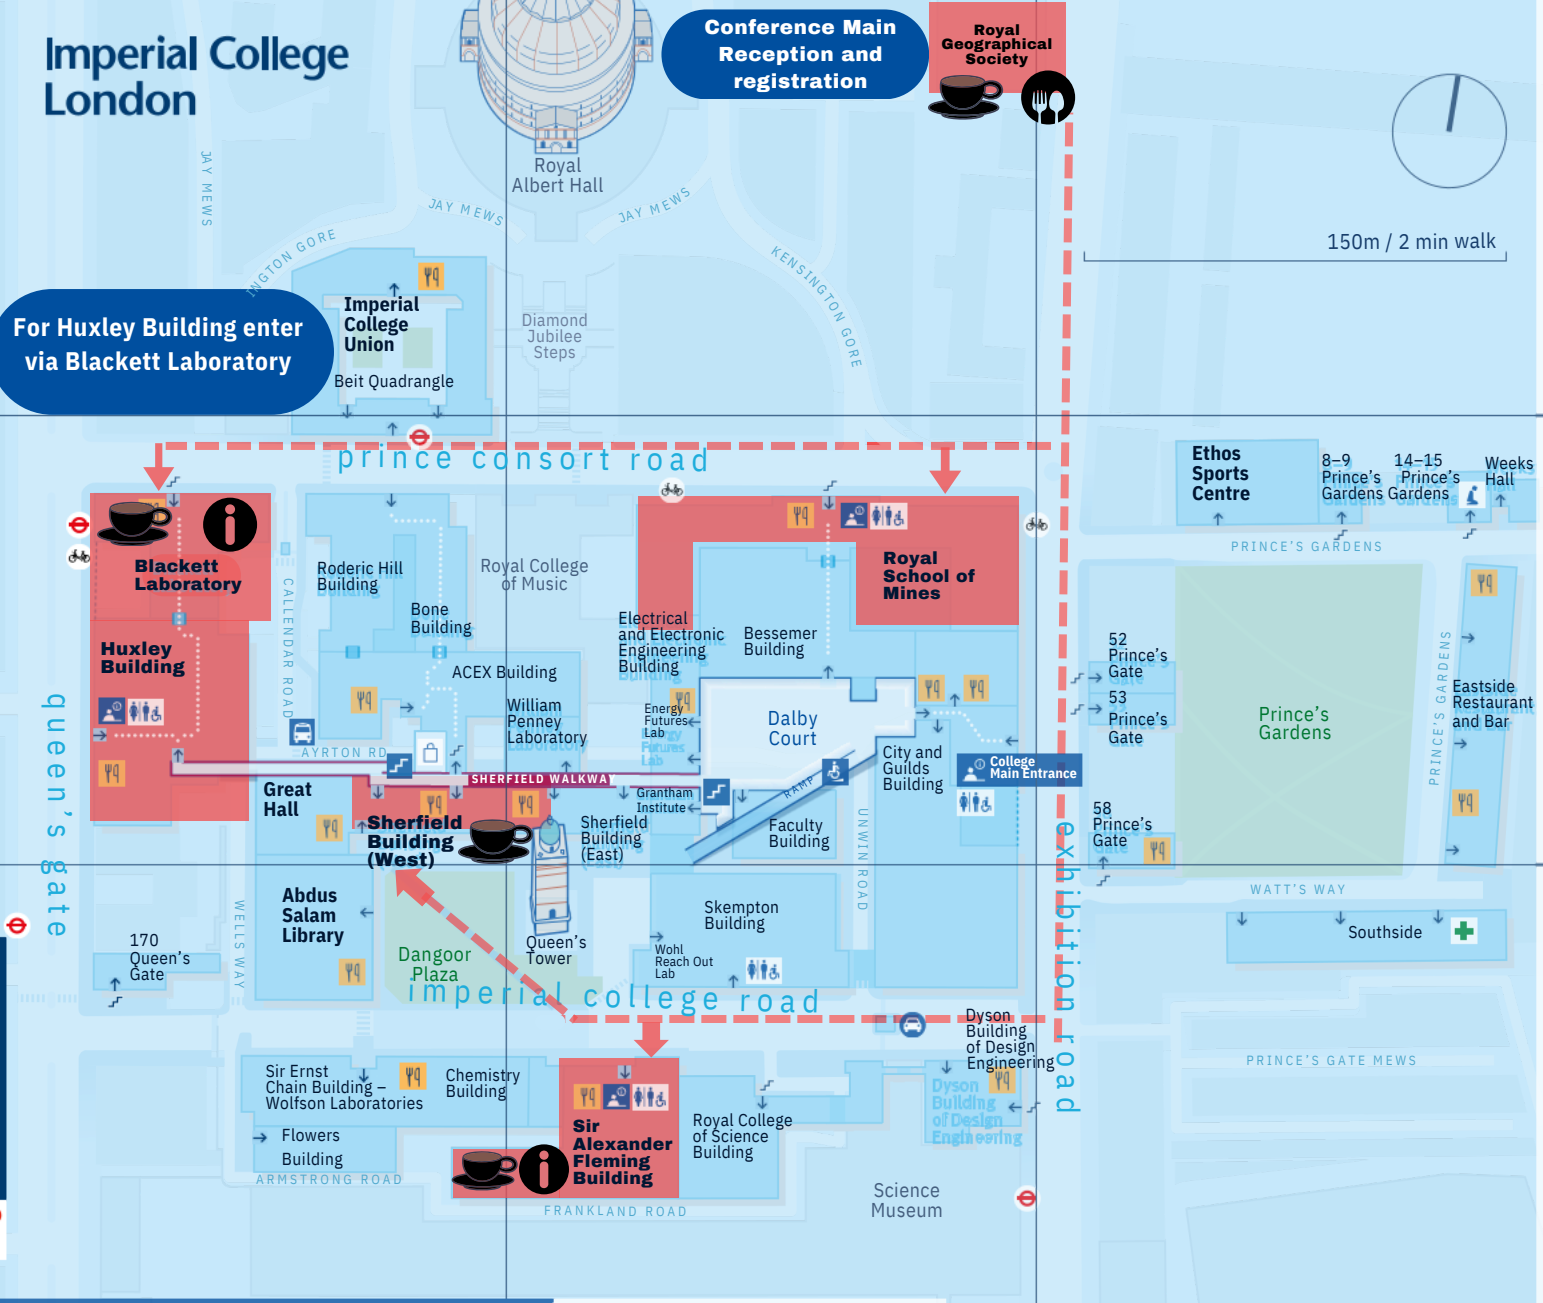 Imperial College
London
Conference Main
Reception and
registration
Royal
Geographical
Society
Royal
Albert Hall
JAY MEWS
JAY MEWS
JAY MEWS
INGTON GORE
KENSINGTON GORE
150m / 2 min walk
For Huxley Building enter
via Blackett Laboratory
Imperial
College
Union
Beit Quadrangle
Diamond
Jubilee
Steps
prince consort road
Ethos
Sports
Centre
8–9
Prince's
Gardens
14–15
Prince's
Gardens
Weeks
Hall
PRINCE'S GARDENS
Blackett
Laboratory
Huxley
Building
CALLENDAR ROAD
Roderic Hill
Building
Bone
Building
Royal College
of Music
ACEX Building
William
Penney
Laboratory
Electrical
and Electronic
Engineering
Building
Bessemer
Building
Royal
School of
Mines
Energy
Futures
Lab
Dalby
Court
City and
Guilds
Building
College
Main Entrance
52
Prince's
Gate
53
Prince's
Gate
58
Prince's
Gate
Prince's
Gardens
PRINCE'S GARDENS
Eastside
Restaurant
and Bar
queen's gate
AYRTON RD
SHERFIELD WALKWAY
Great
Hall
Sherfield
Building
(West)
Sherfield
Building
(East)
Grantham
Institute
RAMP
Faculty
Building
UNWIN ROAD
exhibition road
WATT'S WAY
Southside
Abdus
Salam
Library
WELLS WAY
170
Queen's
Gate
Dangoor
Plaza
Queen's
Tower
Skempton
Building
Wohl
Reach Out
Lab
imperial college road
Dyson
Building
of Design
Engineering
Dyson
Building
of Design
Engineering
PRINCE'S GATE MEWS
Sir Ernst
Chain Building –
Wolfson Laboratories
Chemistry
Building
Flowers
Building
ARMSTRONG ROAD
Sir
Alexander
Fleming
Building
Royal College
of Science
Building
FRANKLAND ROAD
Science
Museum